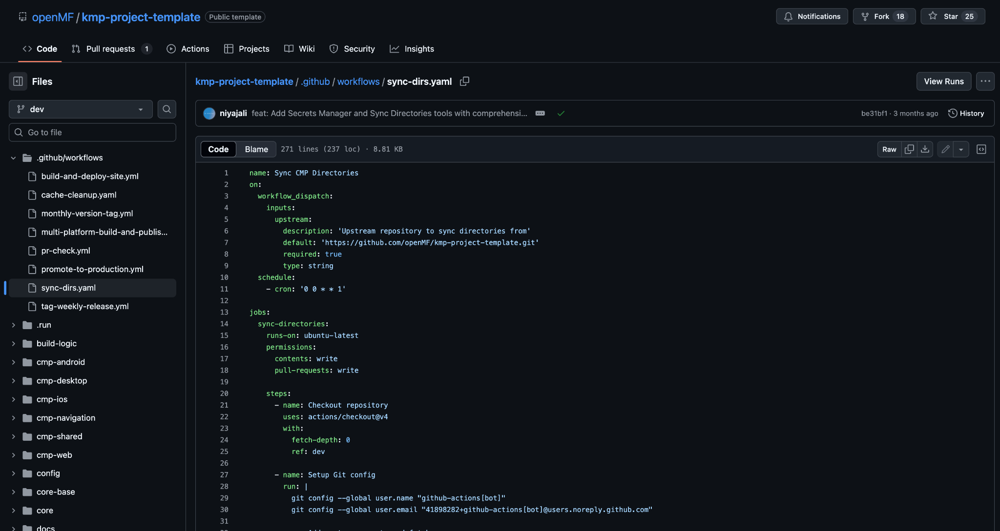 openMF / kmp-project-template Public template
Notifications Fork 18 Star 25
Code Pull requests 1 Actions Projects Wiki Security Insights
Files
dev
Go to file
.github/workflows
build-and-deploy-site.yml
cache-cleanup.yaml
monthly-version-tag.yml
multi-platform-build-and-publis...
pr-check.yml
promote-to-production.yml
sync-dirs.yaml
tag-weekly-release.yml
.run
build-logic
cmp-android
cmp-desktop
cmp-ios
cmp-navigation
cmp-shared
cmp-web
config
core-base
core
docs
kmp-project-template / .github / workflows / sync-dirs.yaml
View Runs
niyajali feat: Add Secrets Manager and Sync Directories tools with comprehensi...
be31bf1 · 3 months ago History
Code Blame 271 lines (237 loc) · 8.81 KB
Raw
1 name: Sync CMP Directories
2 on:
3 workflow_dispatch:
4 inputs:
5 upstream:
6 description: 'Upstream repository to sync directories from'
7 default: 'https://github.com/openMF/kmp-project-template.git'
8 required: true
9 type: string
10 schedule:
11 - cron: '0 0 * * 1'
12
13 jobs:
14 sync-directories:
15 runs-on: ubuntu-latest
16 permissions:
17 contents: write
18 pull-requests: write
19
20 steps:
21 - name: Checkout repository
22 uses: actions/checkout@v4
23 with:
24 fetch-depth: 0
25 ref: dev
26
27 - name: Setup Git config
28 run: |
29 git config --global user.name "github-actions[bot]"
30 git config --global user.email "41898282+github-actions[bot]@users.noreply.github.com"
31